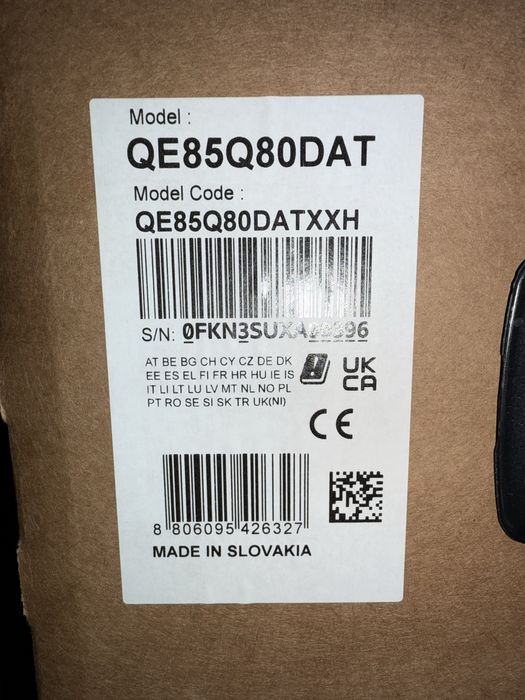 Model :
QE85Q80DAT
Model Code :
QE85Q80DATXXH
S/N:
AT BE BG CH CY CZ DE DK
EE ES EL FI FR HR HU IE IS
IT LI LT LU LV MT NL NO PL
PT RO SE SI SK TR UK(NI)
UK
CA
CE
8 806095 426327
MADE IN SLOVAKIA